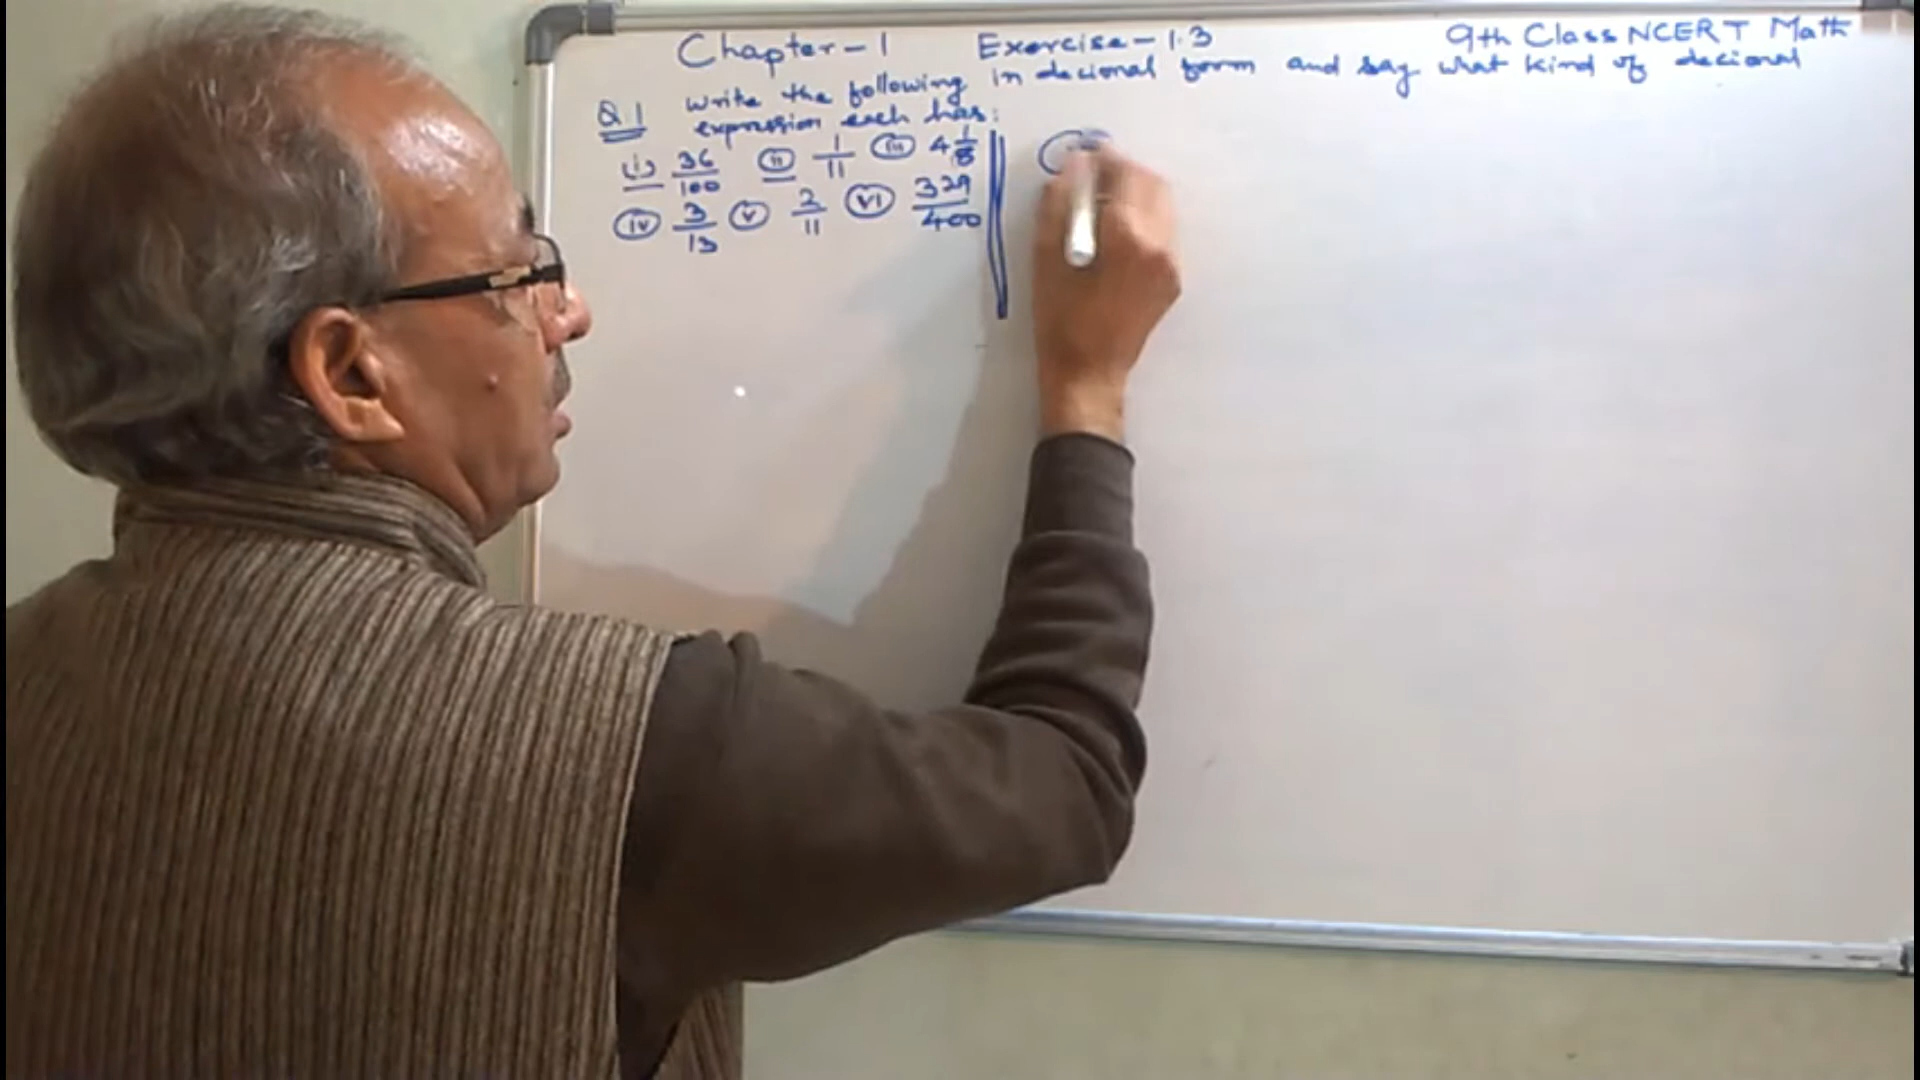 Chapter-1 Exercise-1.3 9th Class NCERT Math
Q.1 Write the following in decimal form and say what kind of decimal
expression each has:
(i) 36/100 (ii) 1/11 (iii) 4 1/8
(iv) 3/13 (v) 2/11 (vi) 329/400